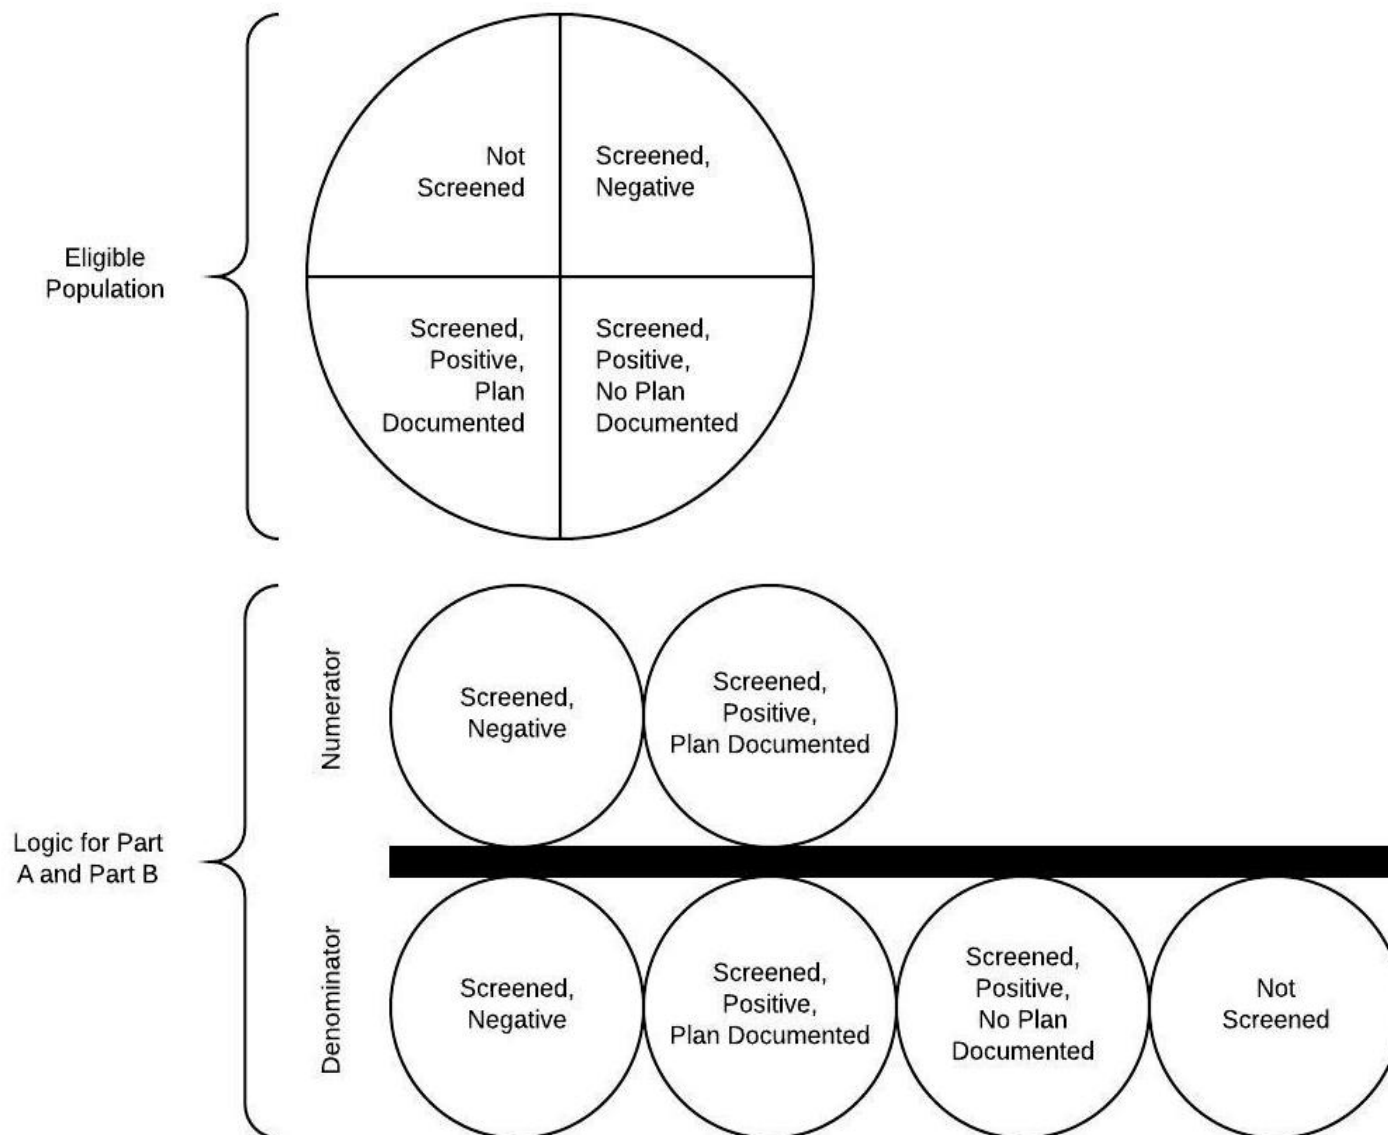 Not
Screened
Screened,
Negative
Eligible
Population
Screened,
Positive,
Plan
Documented
Screened,
Positive,
No Plan
Documented
Numerator
Screened,
Negative
Screened,
Positive,
Plan Documented
Logic for Part
A and Part B
Denominator
Screened,
Negative
Screened,
Positive,
Plan Documented
Screened,
Positive,
No Plan
Documented
Not
Screened